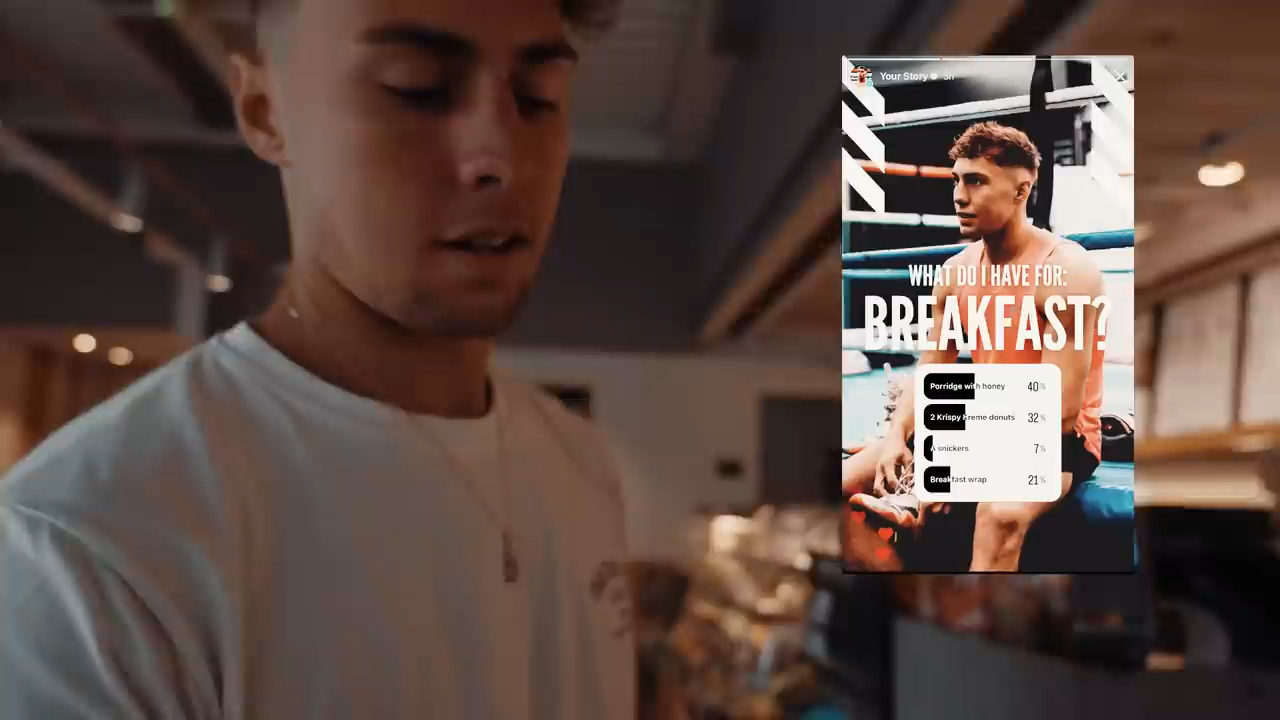 Your Story 3h
WHAT DO I HAVE FOR:
BREAKFAST?
Porridge with honey 40%
2 Krispy Kreme donuts 32%
A snickers 7%
Breakfast wrap 21%